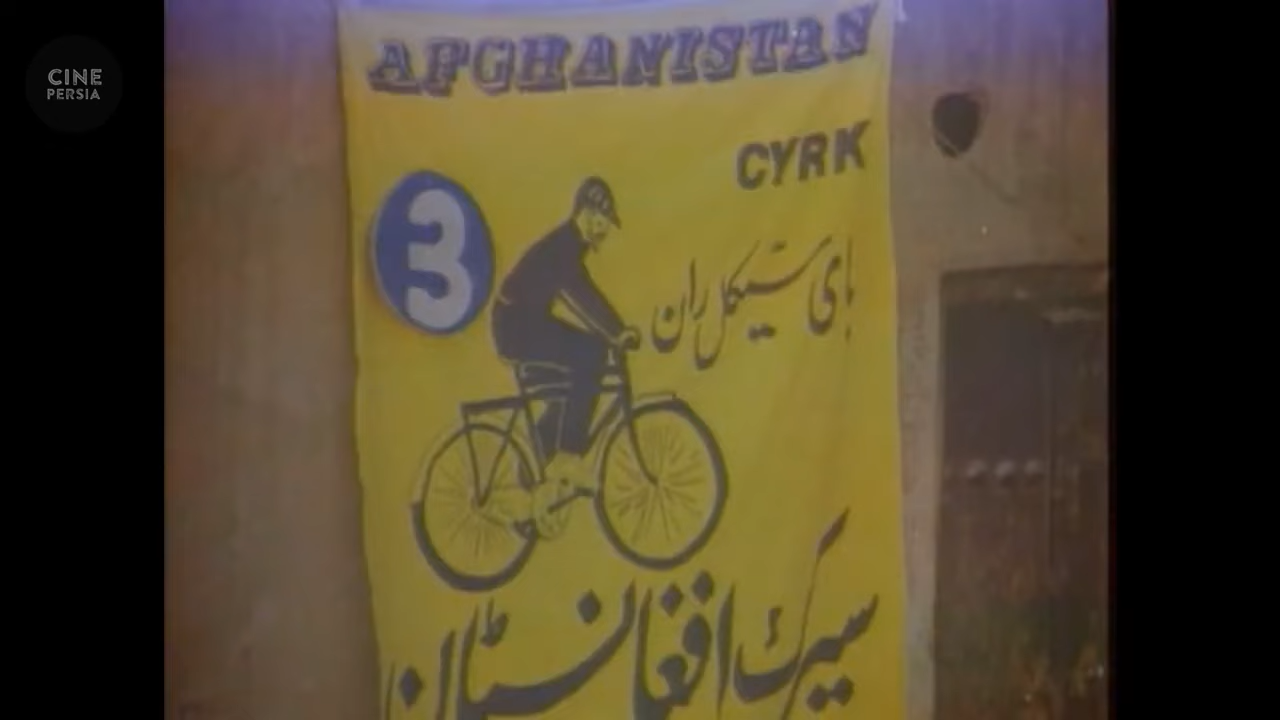 CINE
PERSIA
AFGHANISTAN
CYRK
3
بای سیکل ران
سیرک افغانستان